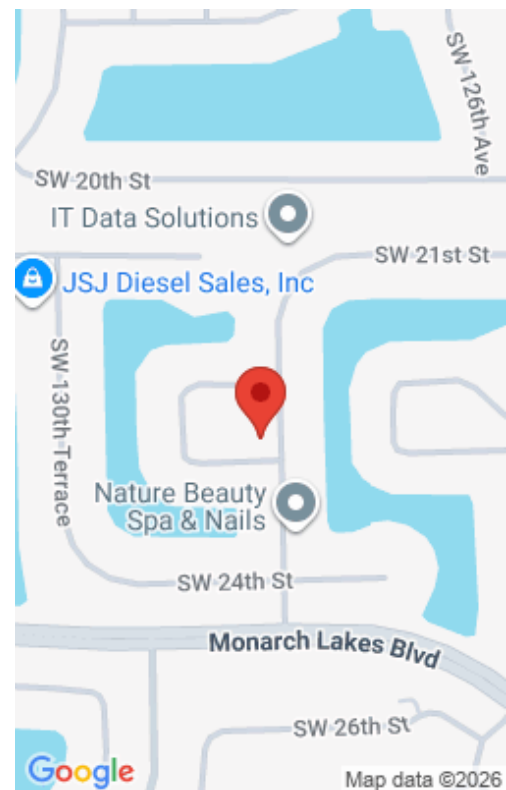 SW 126th Ave
SW 20th St
IT Data Solutions
SW 21st St
JSJ Diesel Sales, Inc
SW 130th Terrace
Nature Beauty
Spa & Nails
SW 24th St
Monarch Lakes Blvd
SW 26th St
Google
Map data ©2026